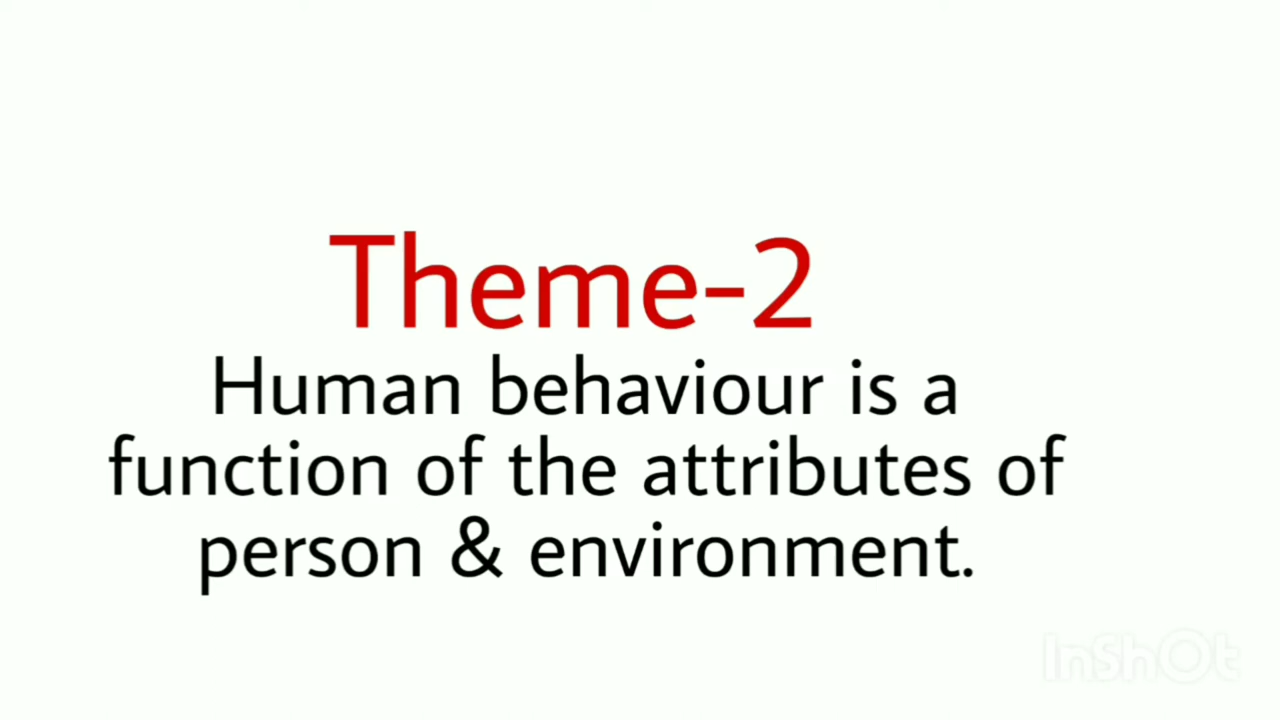 Theme-2
Human behaviour is a
function of the attributes of
person & environment.
InShOt